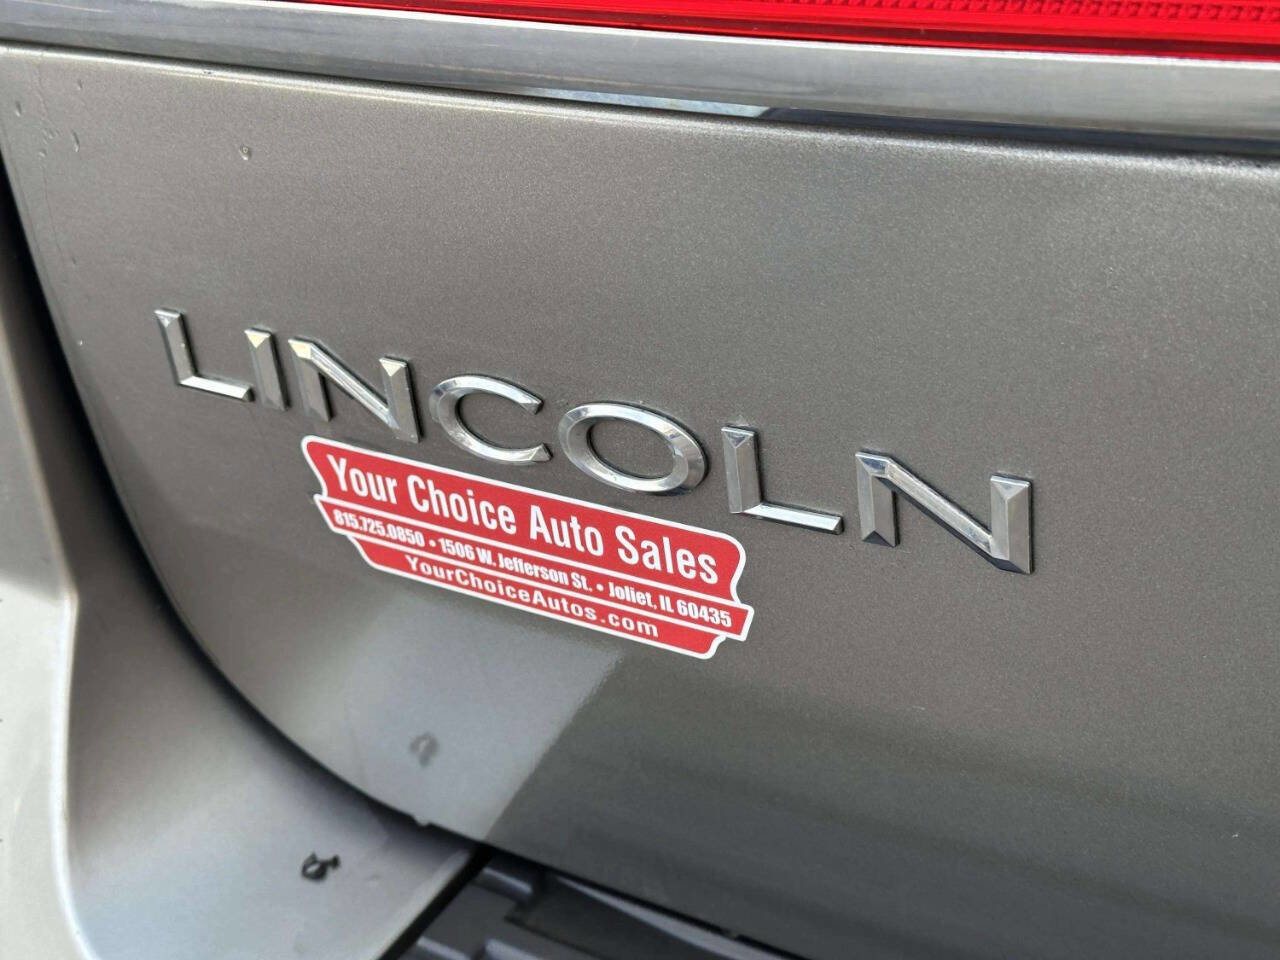 LINCOLN
Your Choice Auto Sales
815.725.0850 • 1506 W. Jefferson St. • Joliet, IL 60435
YourChoiceAutos.com